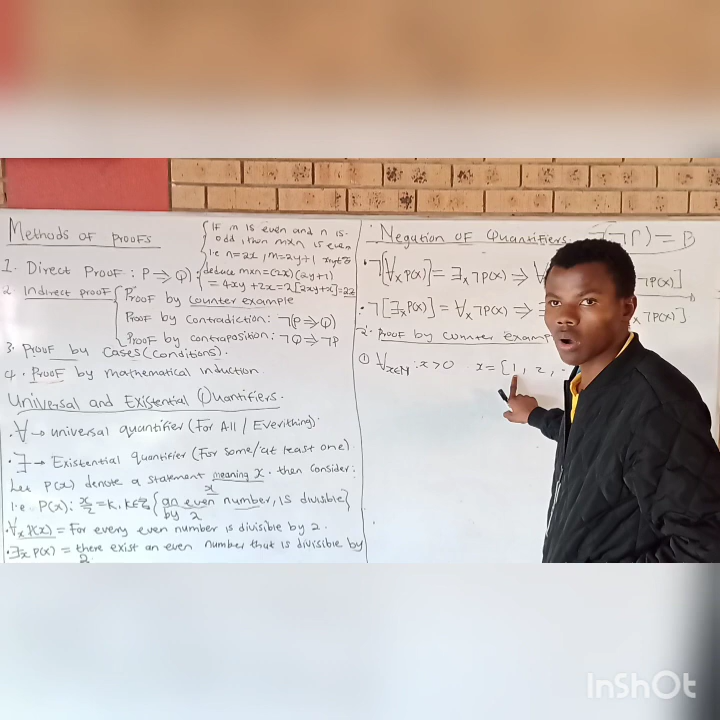 Methods of Proofs
If m is even and n is
odd, then m×n is even
i.e n=2x, m=2y+1
deduce m×n=(2x)(2y+1)
= 4xy+2x=2[2xy+x]=2z
1. Direct Proof: P⇒Q
2. Indirect proof
Proof by counter example
Proof by contradiction: ¬(P⇒Q)
Proof by contraposition: ¬Q⇒¬P
3. Proof by Cases(conditions).
4. Proof by mathematical induction.
Universal and Existential Quantifiers.
∀→ universal quantifier (For All / Everithing).
∃→ Existential quantifier (For some/at least one)
Let P(x) denote a statement meaning x. then consider:
i.e P(x): x/2=k, k∈ℤ {an even number, is divisible}
by 2
∀x P(x) = For every even number is divisible by 2.
∃x P(x) = there exist an even number that is divisible by
2.
Negation of Quantifiers.
¬[∀x P(x)] = ∃x ¬P(x) ⇒ ¬P(x)]
¬[∃x P(x)] = ∀x ¬P(x) ⇒ ¬P(x)]
2. Proof by counter examp
① ∀x∈ℕ : x>0 x=[1, 2,
InShOt